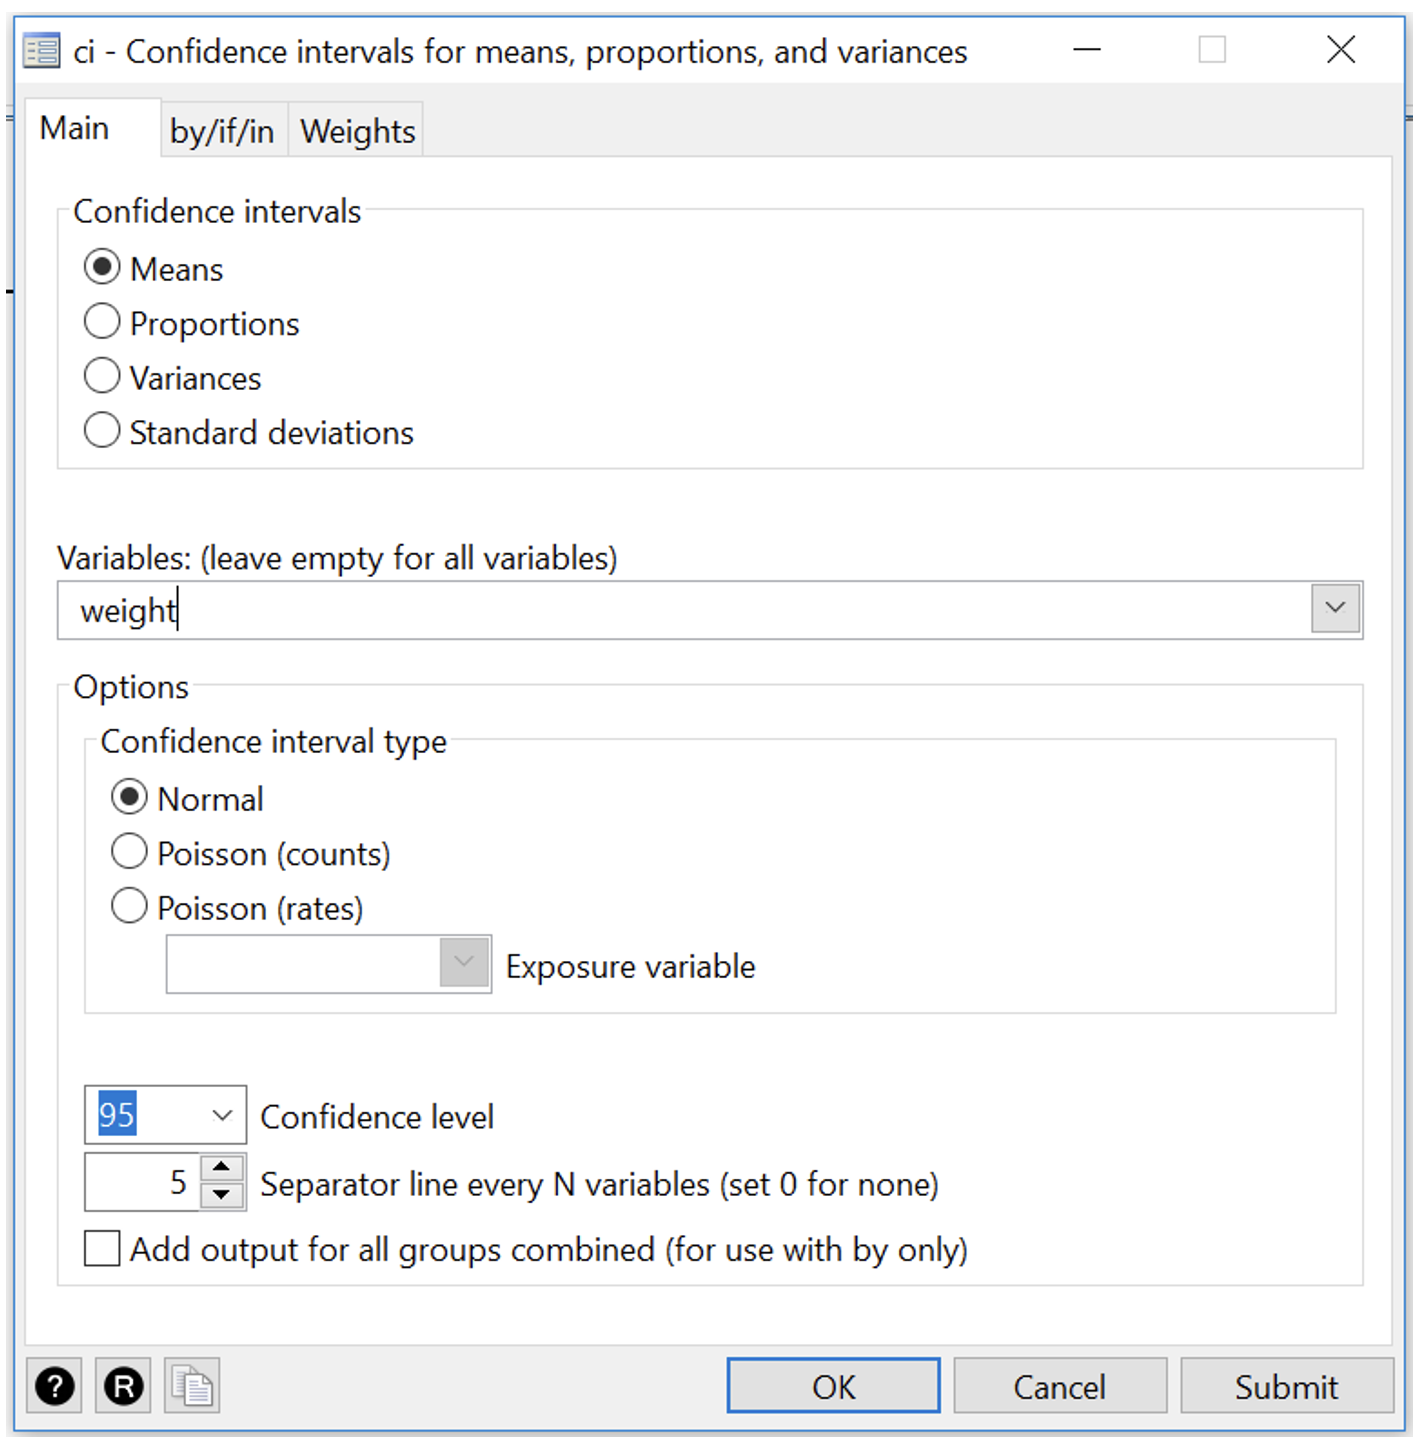 ci - Confidence intervals for means, proportions, and variances
Main by/if/in Weights
Confidence intervals
Means
Proportions
Variances
Standard deviations
Variables: (leave empty for all variables)
weight
Options
Confidence interval type
Normal
Poisson (counts)
Poisson (rates)
Exposure variable
95 Confidence level
5 Separator line every N variables (set 0 for none)
Add output for all groups combined (for use with by only)
? R OK Cancel Submit